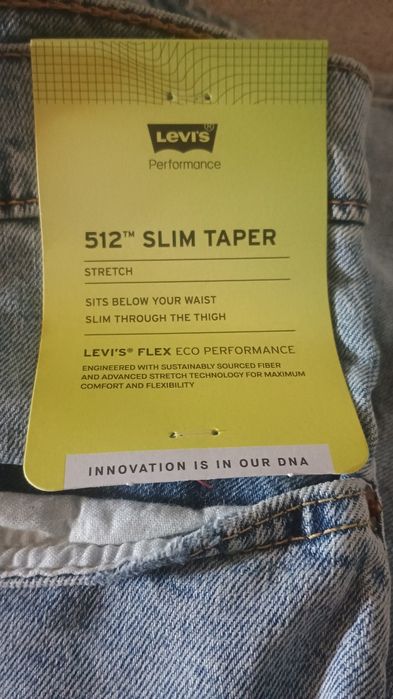 LEVI'S®
Performance
512™ SLIM TAPER
STRETCH
SITS BELOW YOUR WAIST
SLIM THROUGH THE THIGH
LEVI'S® FLEX ECO PERFORMANCE
ENGINEERED WITH SUSTAINABLY SOURCED FIBER
AND ADVANCED STRETCH TECHNOLOGY FOR MAXIMUM
COMFORT AND FLEXIBILITY
INNOVATION IS IN OUR DNA